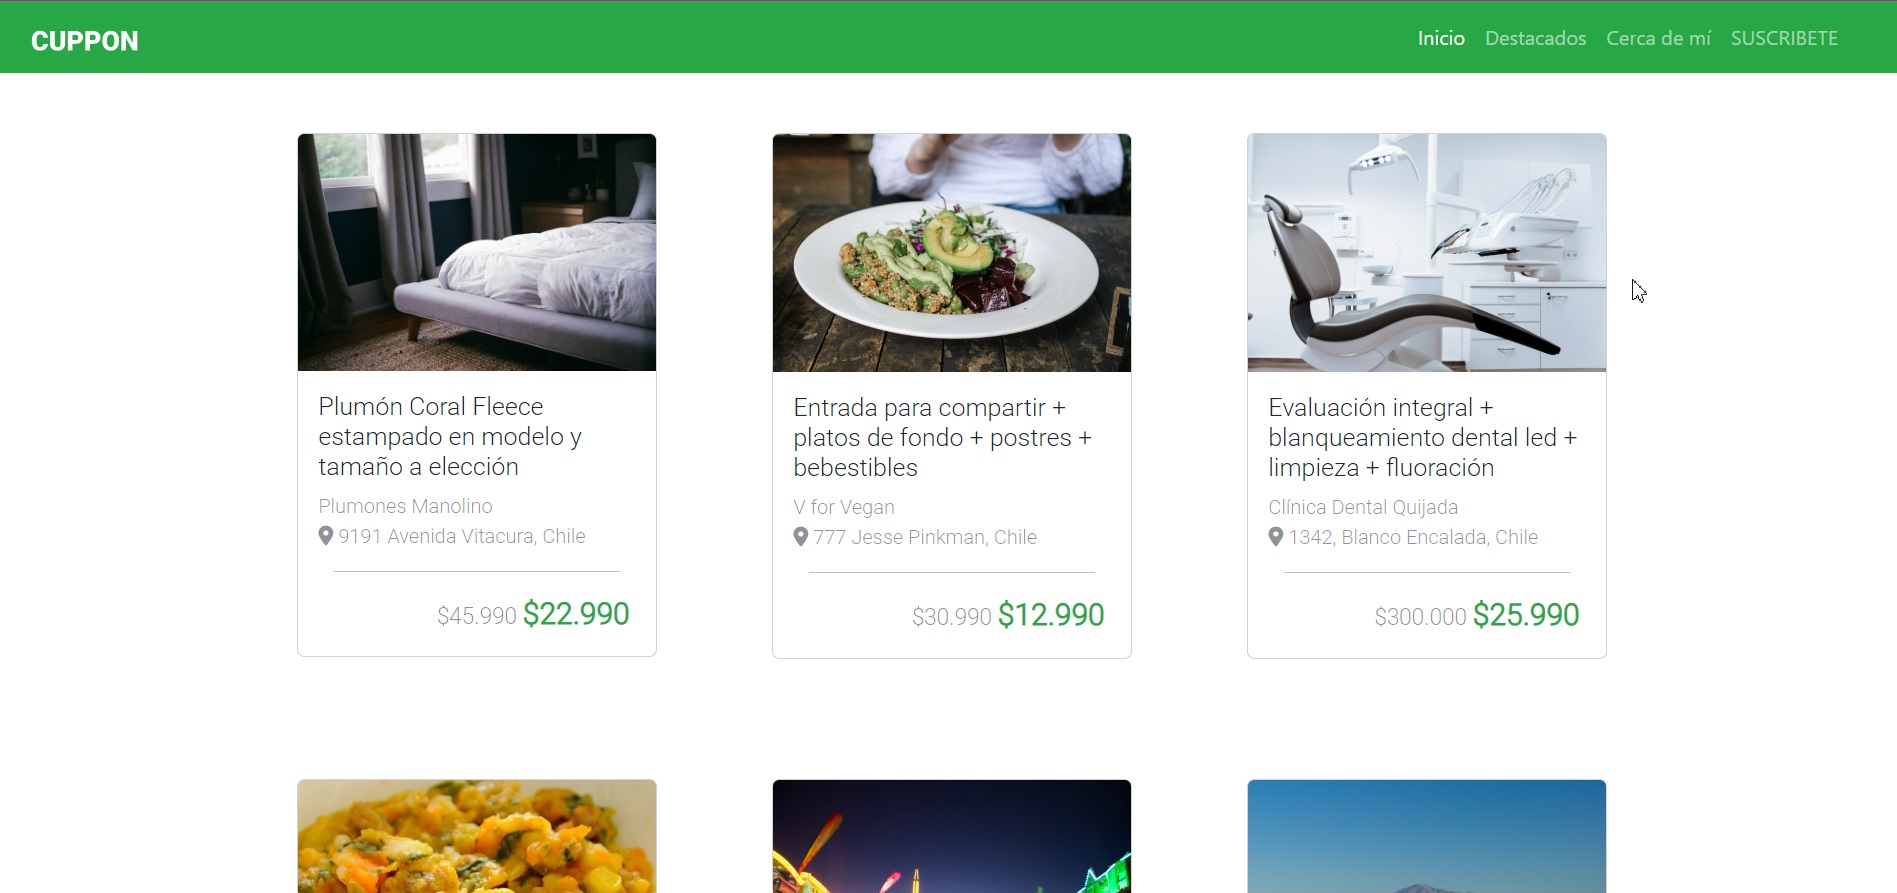 CUPPON
Inicio Destacados Cerca de mí SUSCRIBETE
Plumón Coral Fleece
estampado en modelo y
tamaño a elección
Plumones Manolino
9191 Avenida Vitacura, Chile
$45.990 $22.990
Entrada para compartir +
platos de fondo + postres +
bebestibles
V for Vegan
777 Jesse Pinkman, Chile
$30.990 $12.990
Evaluación integral +
blanqueamiento dental led +
limpieza + fluoración
Clínica Dental Quijada
1342, Blanco Encalada, Chile
$300.000 $25.990